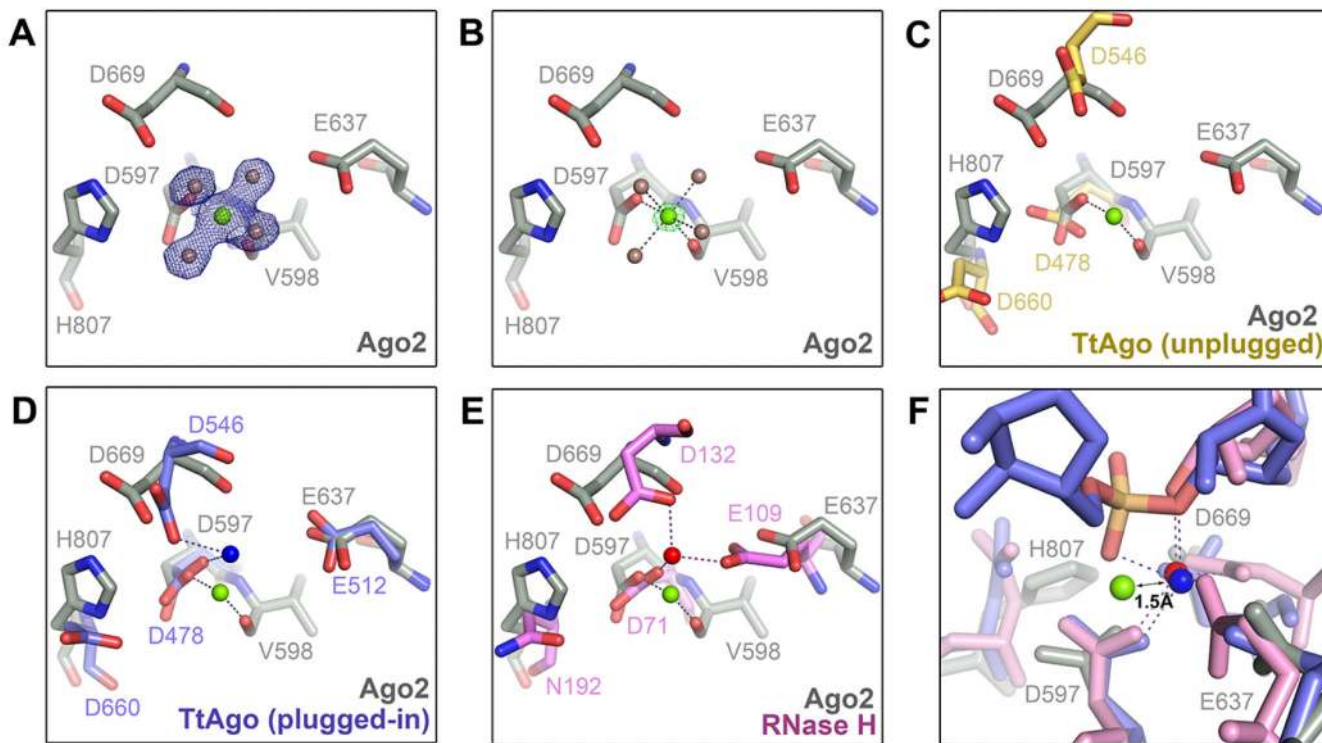 A
D669
E637
D597
H807
V598
Ago2
B
D669
E637
D597
V598
H807
Ago2
C
D546
D669
E637
H807
D597
D478
V598
D660
Ago2
TtAgo (unplugged)
D
D546
D669
E637
D597
H807
E512
D478
V598
D660
Ago2
TtAgo (plugged-in)
E
D669
D132
E637
E109
H807
D597
D71
V598
N192
Ago2
RNase H
F
D669
H807
1.5Å
D597
E637